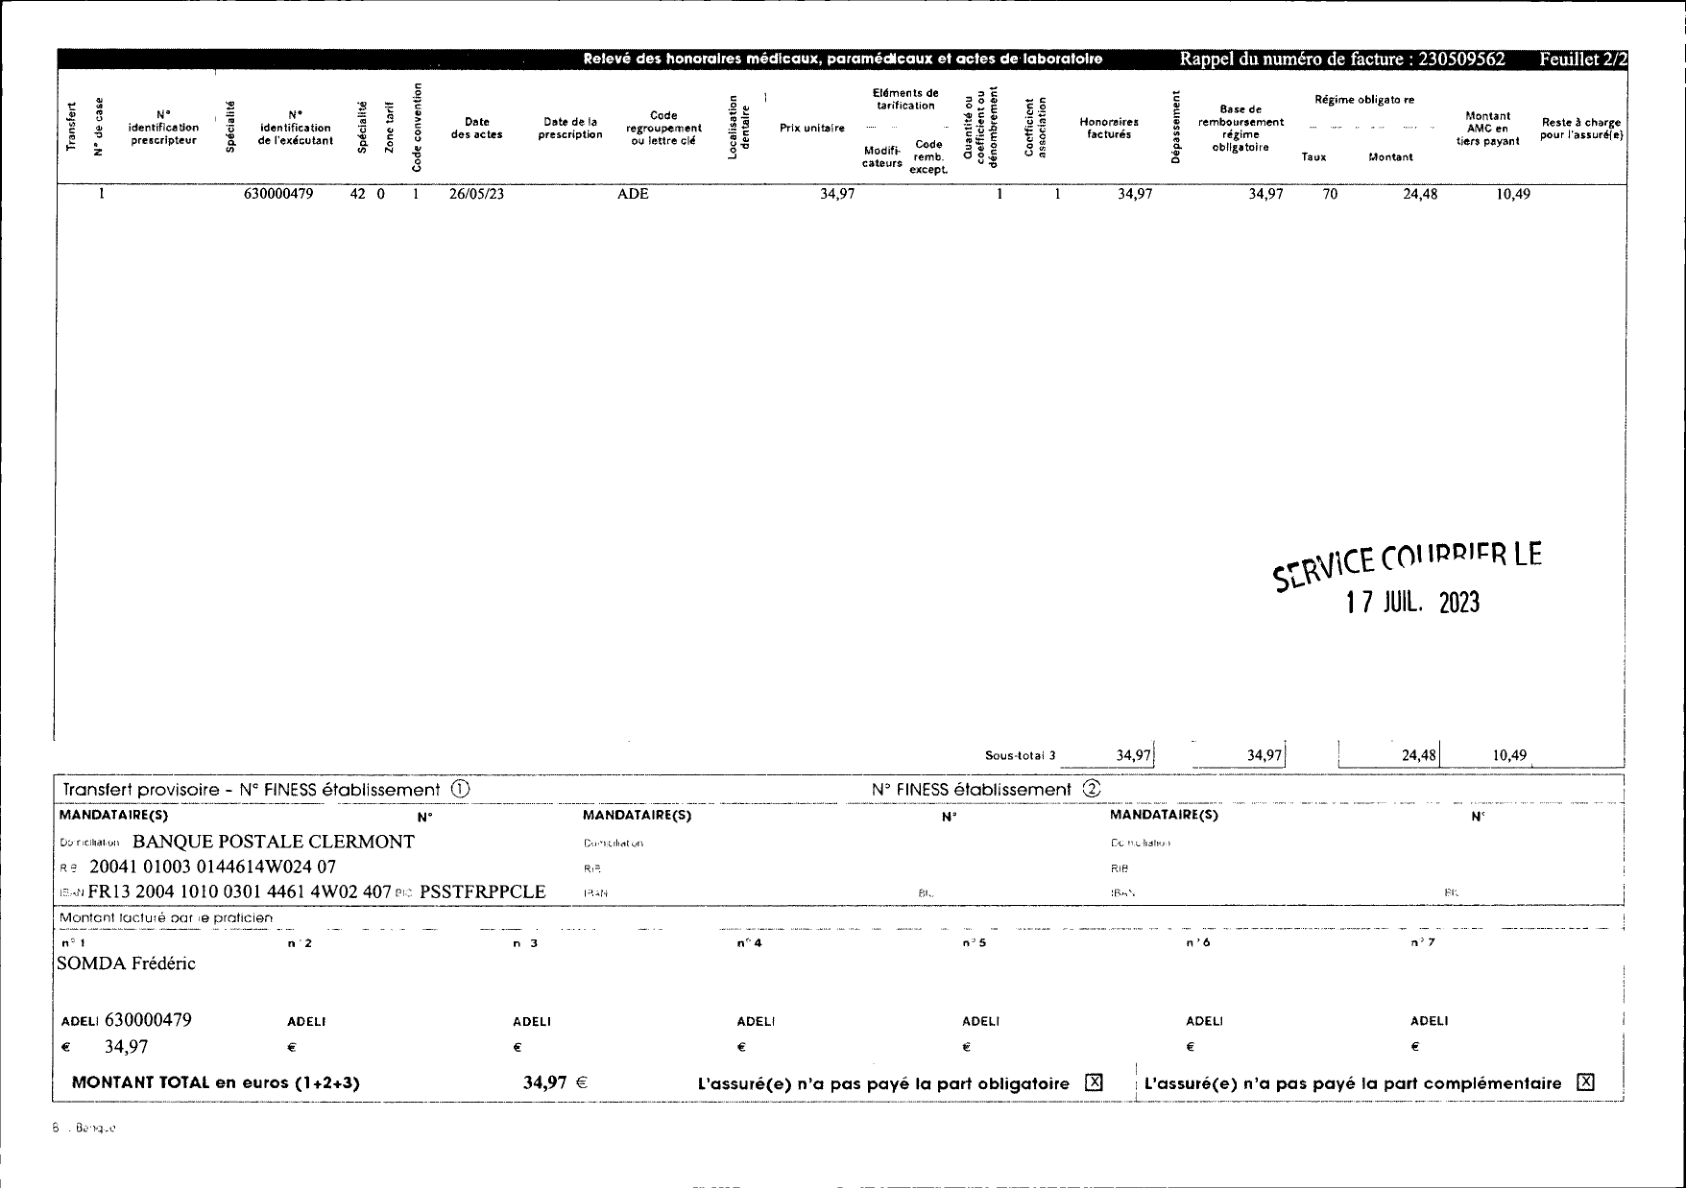 Relevé des honoraires médicaux, paramédicaux et actes de laboratoire Rappel du numéro de facture : 230509562 Feuillet 2/2
Transfert
N° de case
N° identification prescripteur
Spécialité
N° identification de l'exécutant
Spécialité
Zone tarif
Code convention
Date des actes
Date de la prescription
Code regroupement ou lettre clé
Localisation dentaire
Prix unitaire
Eléments de tarification
Modifi-cateurs
Code remb. except.
Quantité ou coefficient ou dénombrement
Coefficient association
Honoraires facturés
Dépassement
Base de remboursement régime obligatoire
Régime obligato re
Taux
Montant
Montant AMC en tiers payant
Reste à charge pour l'assuré(e)
1 630000479 42 0 1 26/05/23 ADE 34,97 1 1 34,97 34,97 70 24,48 10,49
SERVICE COURRIER LE
17 JUIL. 2023
Sous-total 3 34,97 34,97 24,48 10,49
Transfert provisoire - N° FINESS établissement ① N° FINESS établissement ②
MANDATAIRE(S) N° MANDATAIRE(S) N° MANDATAIRE(S) N°
Domiciliation BANQUE POSTALE CLERMONT Domiciliation Domiciliation
RIB 20041 01003 0144614W024 07 RIB RIB
IBAN FR13 2004 1010 0301 4461 4W02 407 BIC PSSTFRPPCLE IBAN BIC IBAN BIC
Montant facturé par le praticien
n° 1 n° 2 n 3 n° 4 n° 5 n° 6 n° 7
SOMDA Frédéric
ADELI 630000479 ADELI ADELI ADELI ADELI ADELI ADELI
€ 34,97 € € € € € €
MONTANT TOTAL en euros (1+2+3) 34,97 € L'assuré(e) n'a pas payé la part obligatoire X L'assuré(e) n'a pas payé la part complémentaire X
Banque